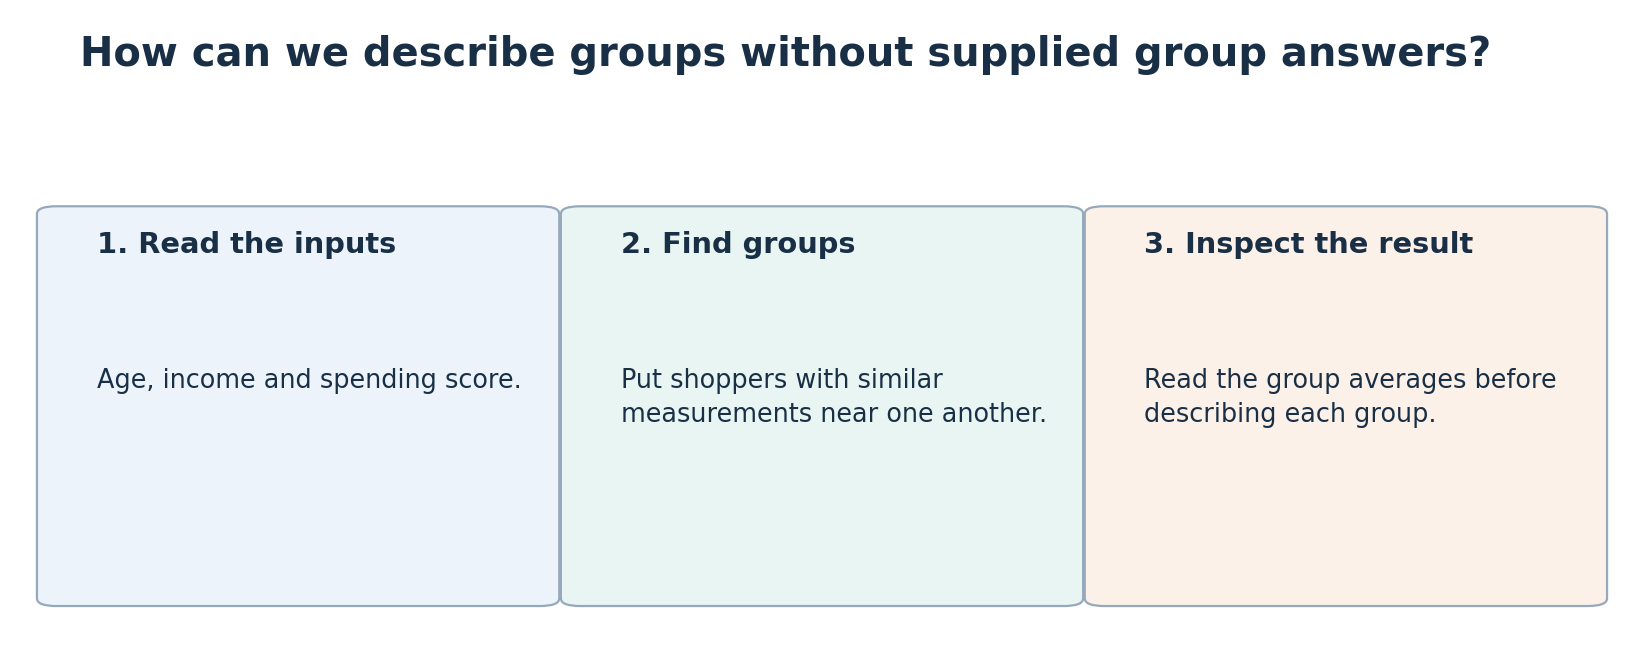 How can we describe groups without supplied group answers?
1. Read the inputs
Age, income and spending score.
2. Find groups
Put shoppers with similar
measurements near one another.
3. Inspect the result
Read the group averages before
describing each group.